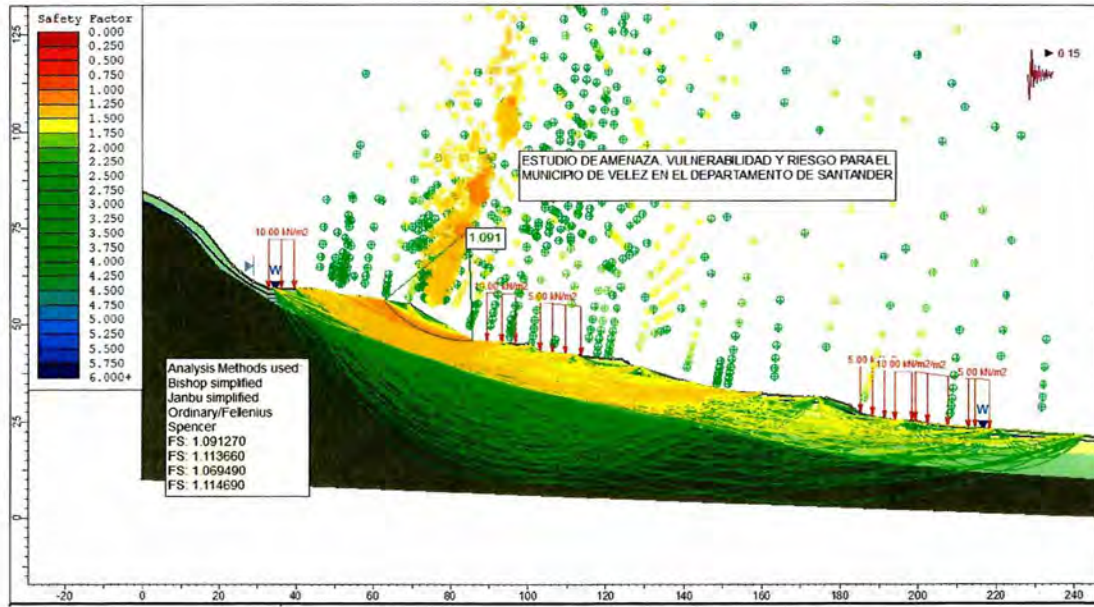 Safety Factor
0.000
0.250
0.500
0.750
1.000
1.250
1.500
1.750
2.000
2.250
2.500
2.750
3.000
3.250
3.500
3.750
4.000
4.250
4.500
4.750
5.000
5.250
5.500
5.750
6.000+
0.15
ESTUDIO DE AMENAZA, VULNERABILIDAD Y RIESGO PARA EL
MUNICIPIO DE VELEZ EN EL DEPARTAMENTO DE SANTANDER
10.00 kN/m2
W
1.091
5.00 kN/m2
5.00
10.00 kN/m2/m2
5.00 kN/m2
W
Analysis Methods used:
Bishop simplified
Janbu simplified
Ordinary/Fellenius
Spencer
FS: 1.091270
FS: 1.113660
FS: 1.069490
FS: 1.114690
125
100
75
50
25
0
-20 0 20 40 60 80 100 120 140 160 180 200 220 240